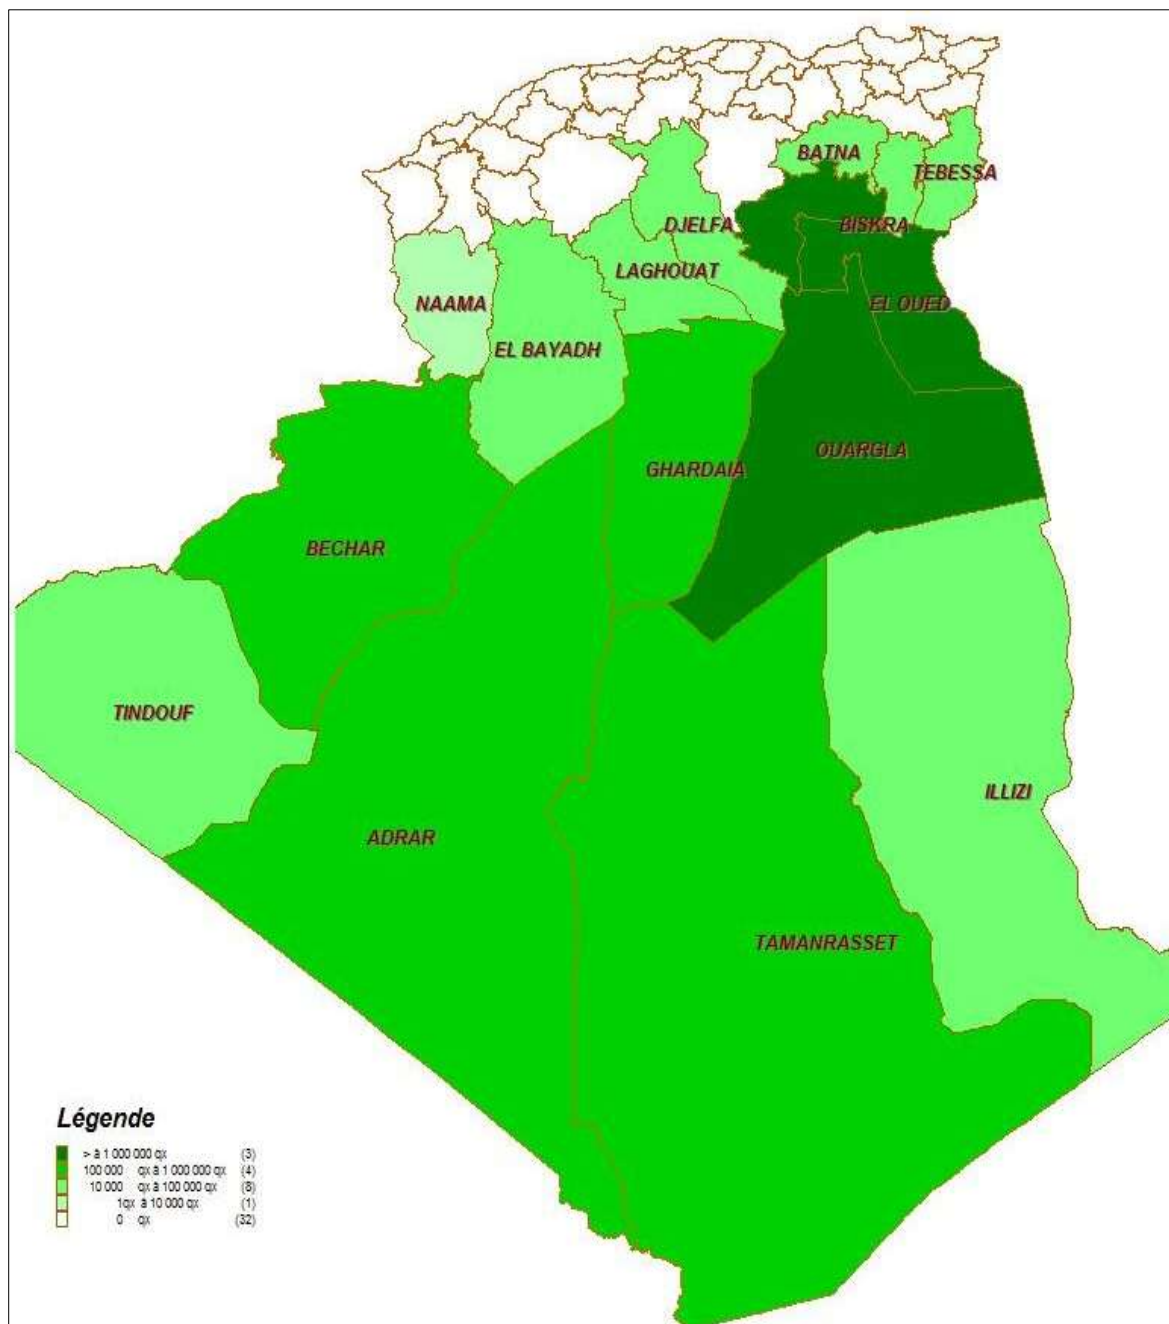 BATNA
TEBESSA
DJELFA
BISKRA
LAGHOUAT
NAAMA
EL OUED
EL BAYADH
OUARGLA
GHARDAIA
BECHAR
TINDOUF
ILLIZI
ADRAR
TAMANRASSET
Légende
> à 1 000 000 qx (3)
100 000 qx à 1 000 000 qx (4)
10 000 qx à 100 000 qx (8)
1qx à 10 000 qx (1)
0 qx (32)